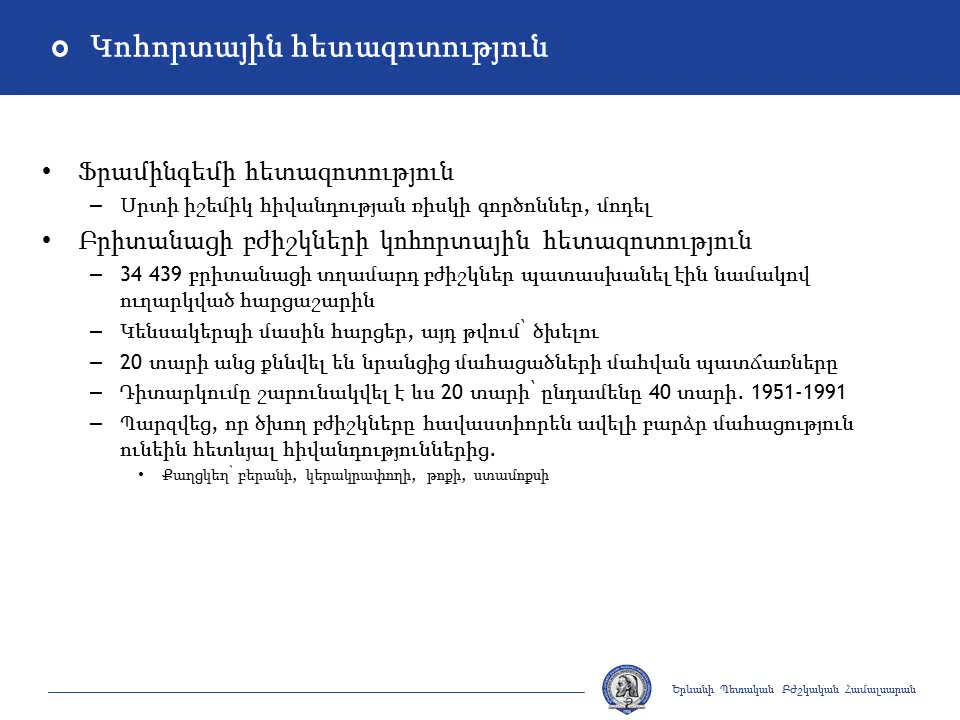 Կոհորտային հետազոտություն
• Ֆրամինգեմի հետազոտություն
– Սրտի իշեմիկ հիվանդության ռիսկի գործոններ, մոդել
• Բրիտանացի բժիշկների կոհորտային հետազոտություն
– 34 439 բրիտանացի տղամարդ բժիշկներ պատասխանել էին նամակով
ուղարկված հարցաշարին
– Կենսակերպի մասին հարցեր, այդ թվում՝ ծխելու
– 20 տարի անց քննվել են նրանցից մահացածների մահվան պատճառները
– Դիտարկումը շարունակվել է ևս 20 տարի՝ ընդամենը 40 տարի. 1951-1991
– Պարզվեց, որ ծխող բժիշկները հավաստիորեն ավելի բարձր մահացություն
ունեին հետևյալ հիվանդություններից.
• Քաղցկեղ՝ բերանի, կերակրափողի, թոքի, ստամոքսի
Երևանի Պետական Բժշկական Համալսարան